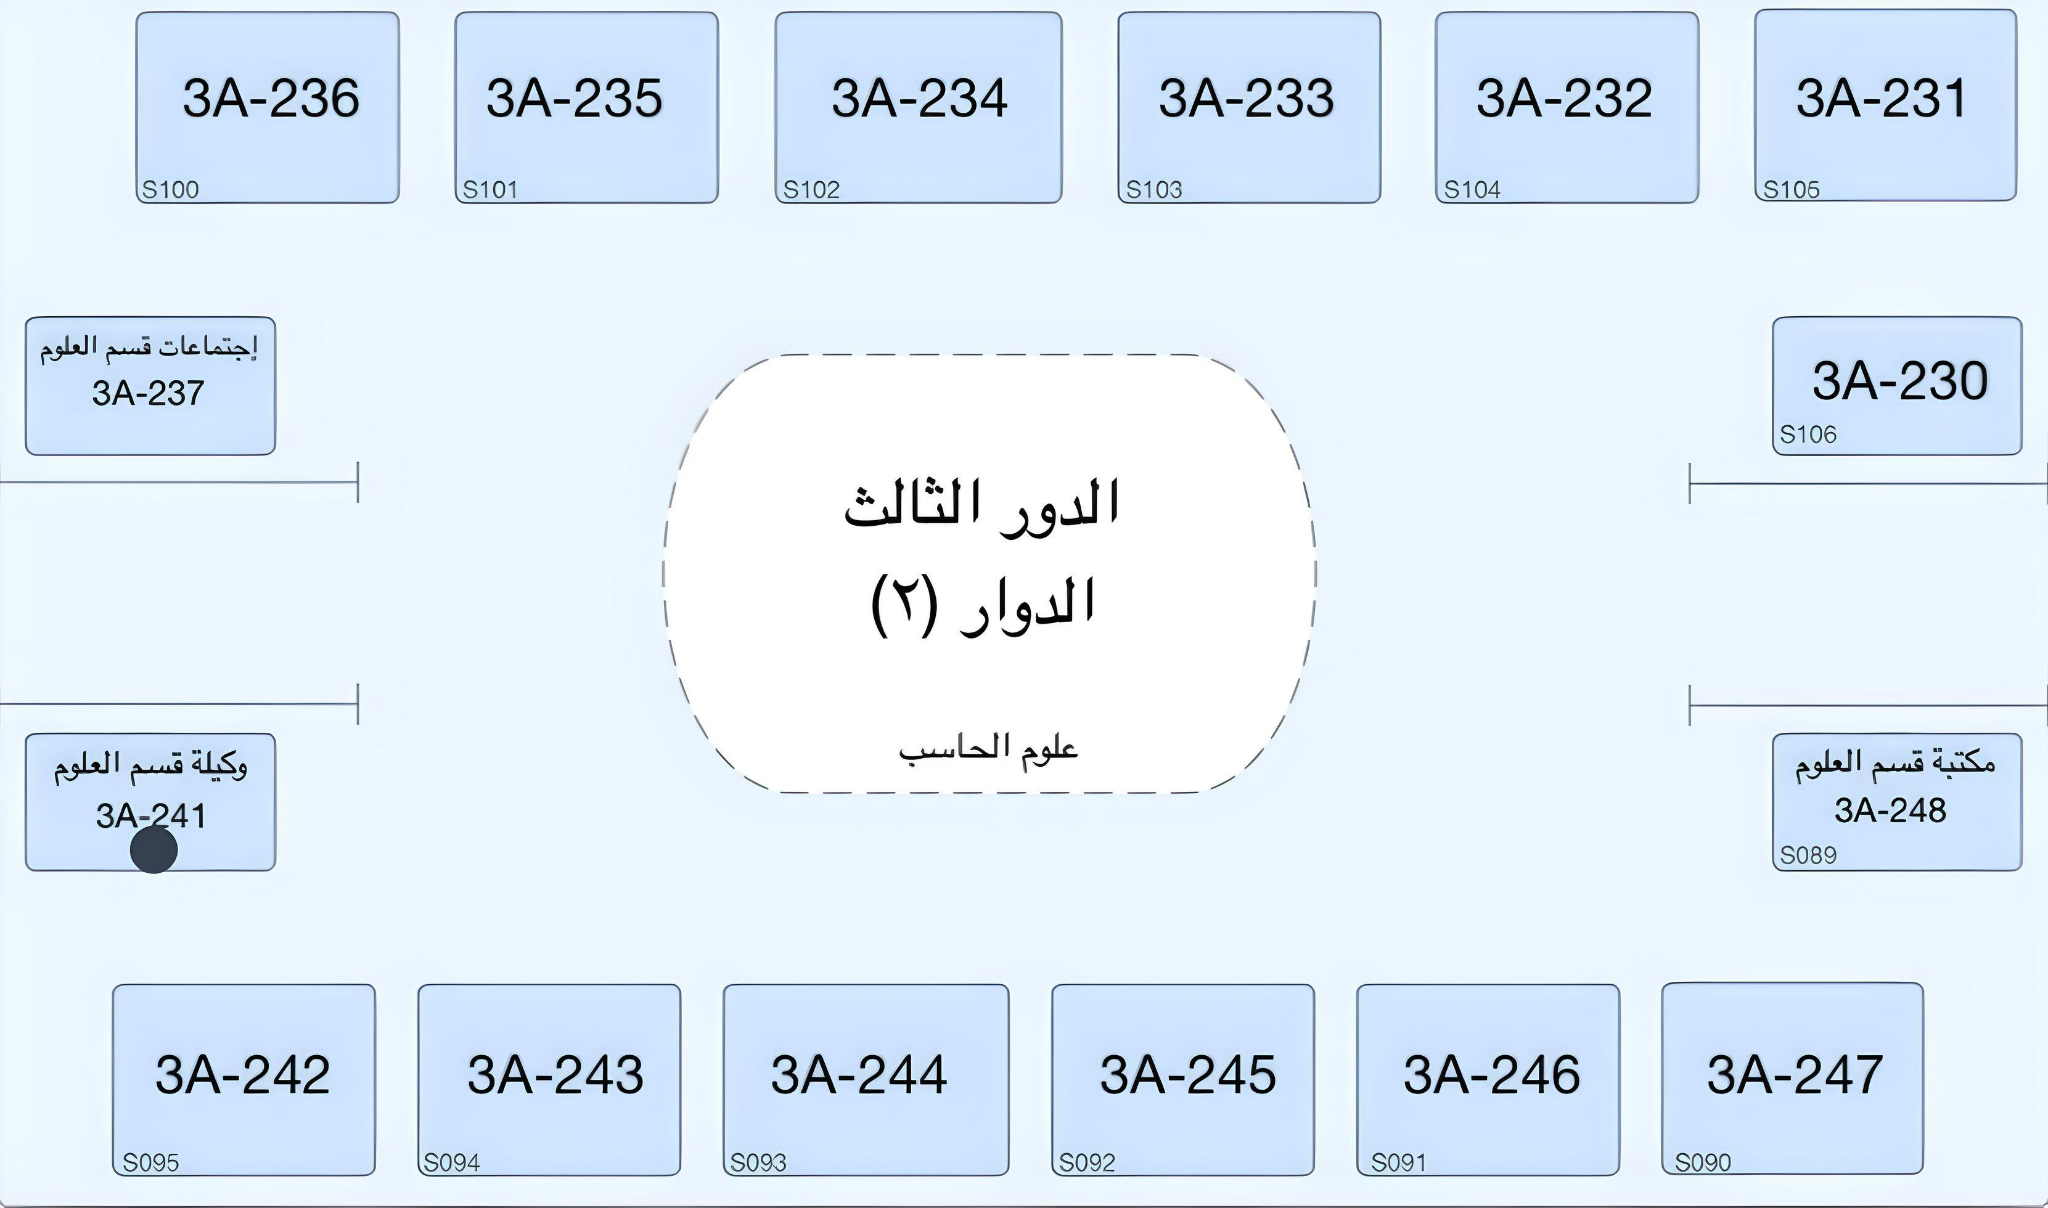 3A-236
S100
3A-235
S101
3A-234
S102
3A-233
S103
3A-232
S104
3A-231
S105
إجتماعات قسم العلوم
3A-237
3A-230
S106
الدور الثالث
الدوار (٢)
علوم الحاسب
وكيلة قسم العلوم
3A-241
مكتبة قسم العلوم
3A-248
S089
3A-242
S095
3A-243
S094
3A-244
S093
3A-245
S092
3A-246
S091
3A-247
S090